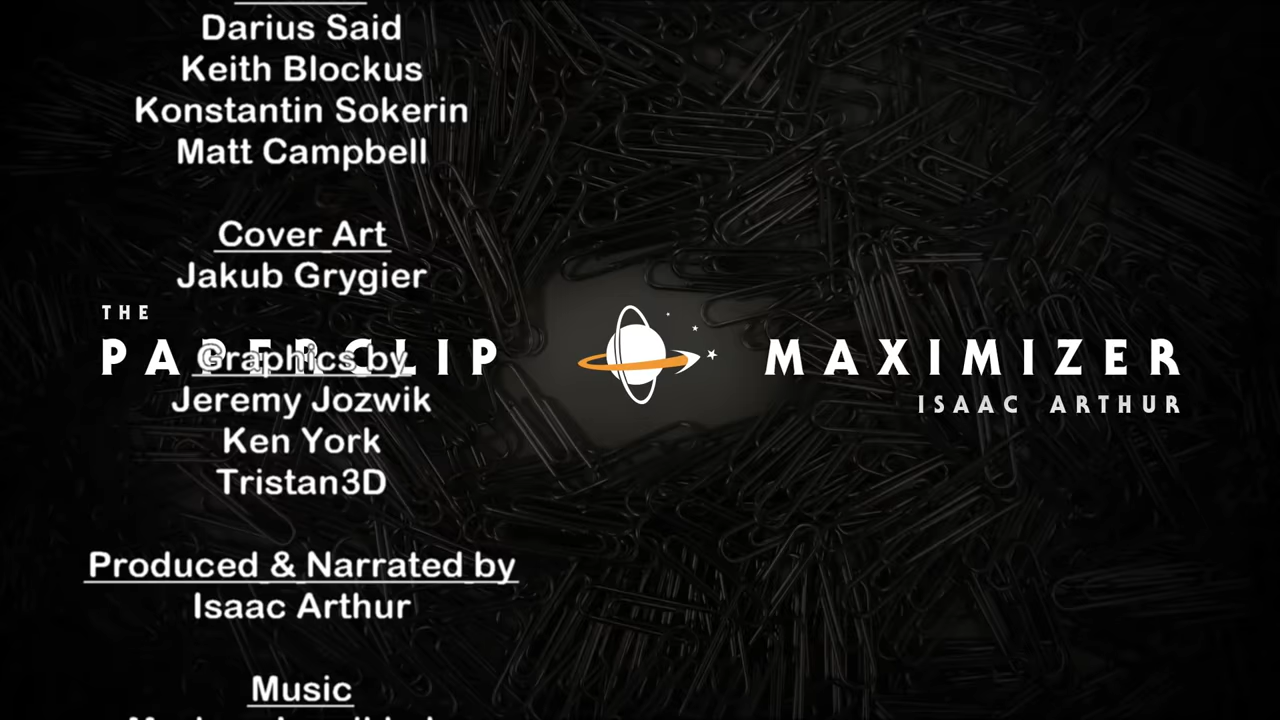 Darius Said
Keith Blockus
Konstantin Sokerin
Matt Campbell
Cover Art
Jakub Grygier
THE
PAPERCLIP MAXIMIZER
ISAAC ARTHUR
Graphics by
Jeremy Jozwik
Ken York
Tristan3D
Produced & Narrated by
Isaac Arthur
Music